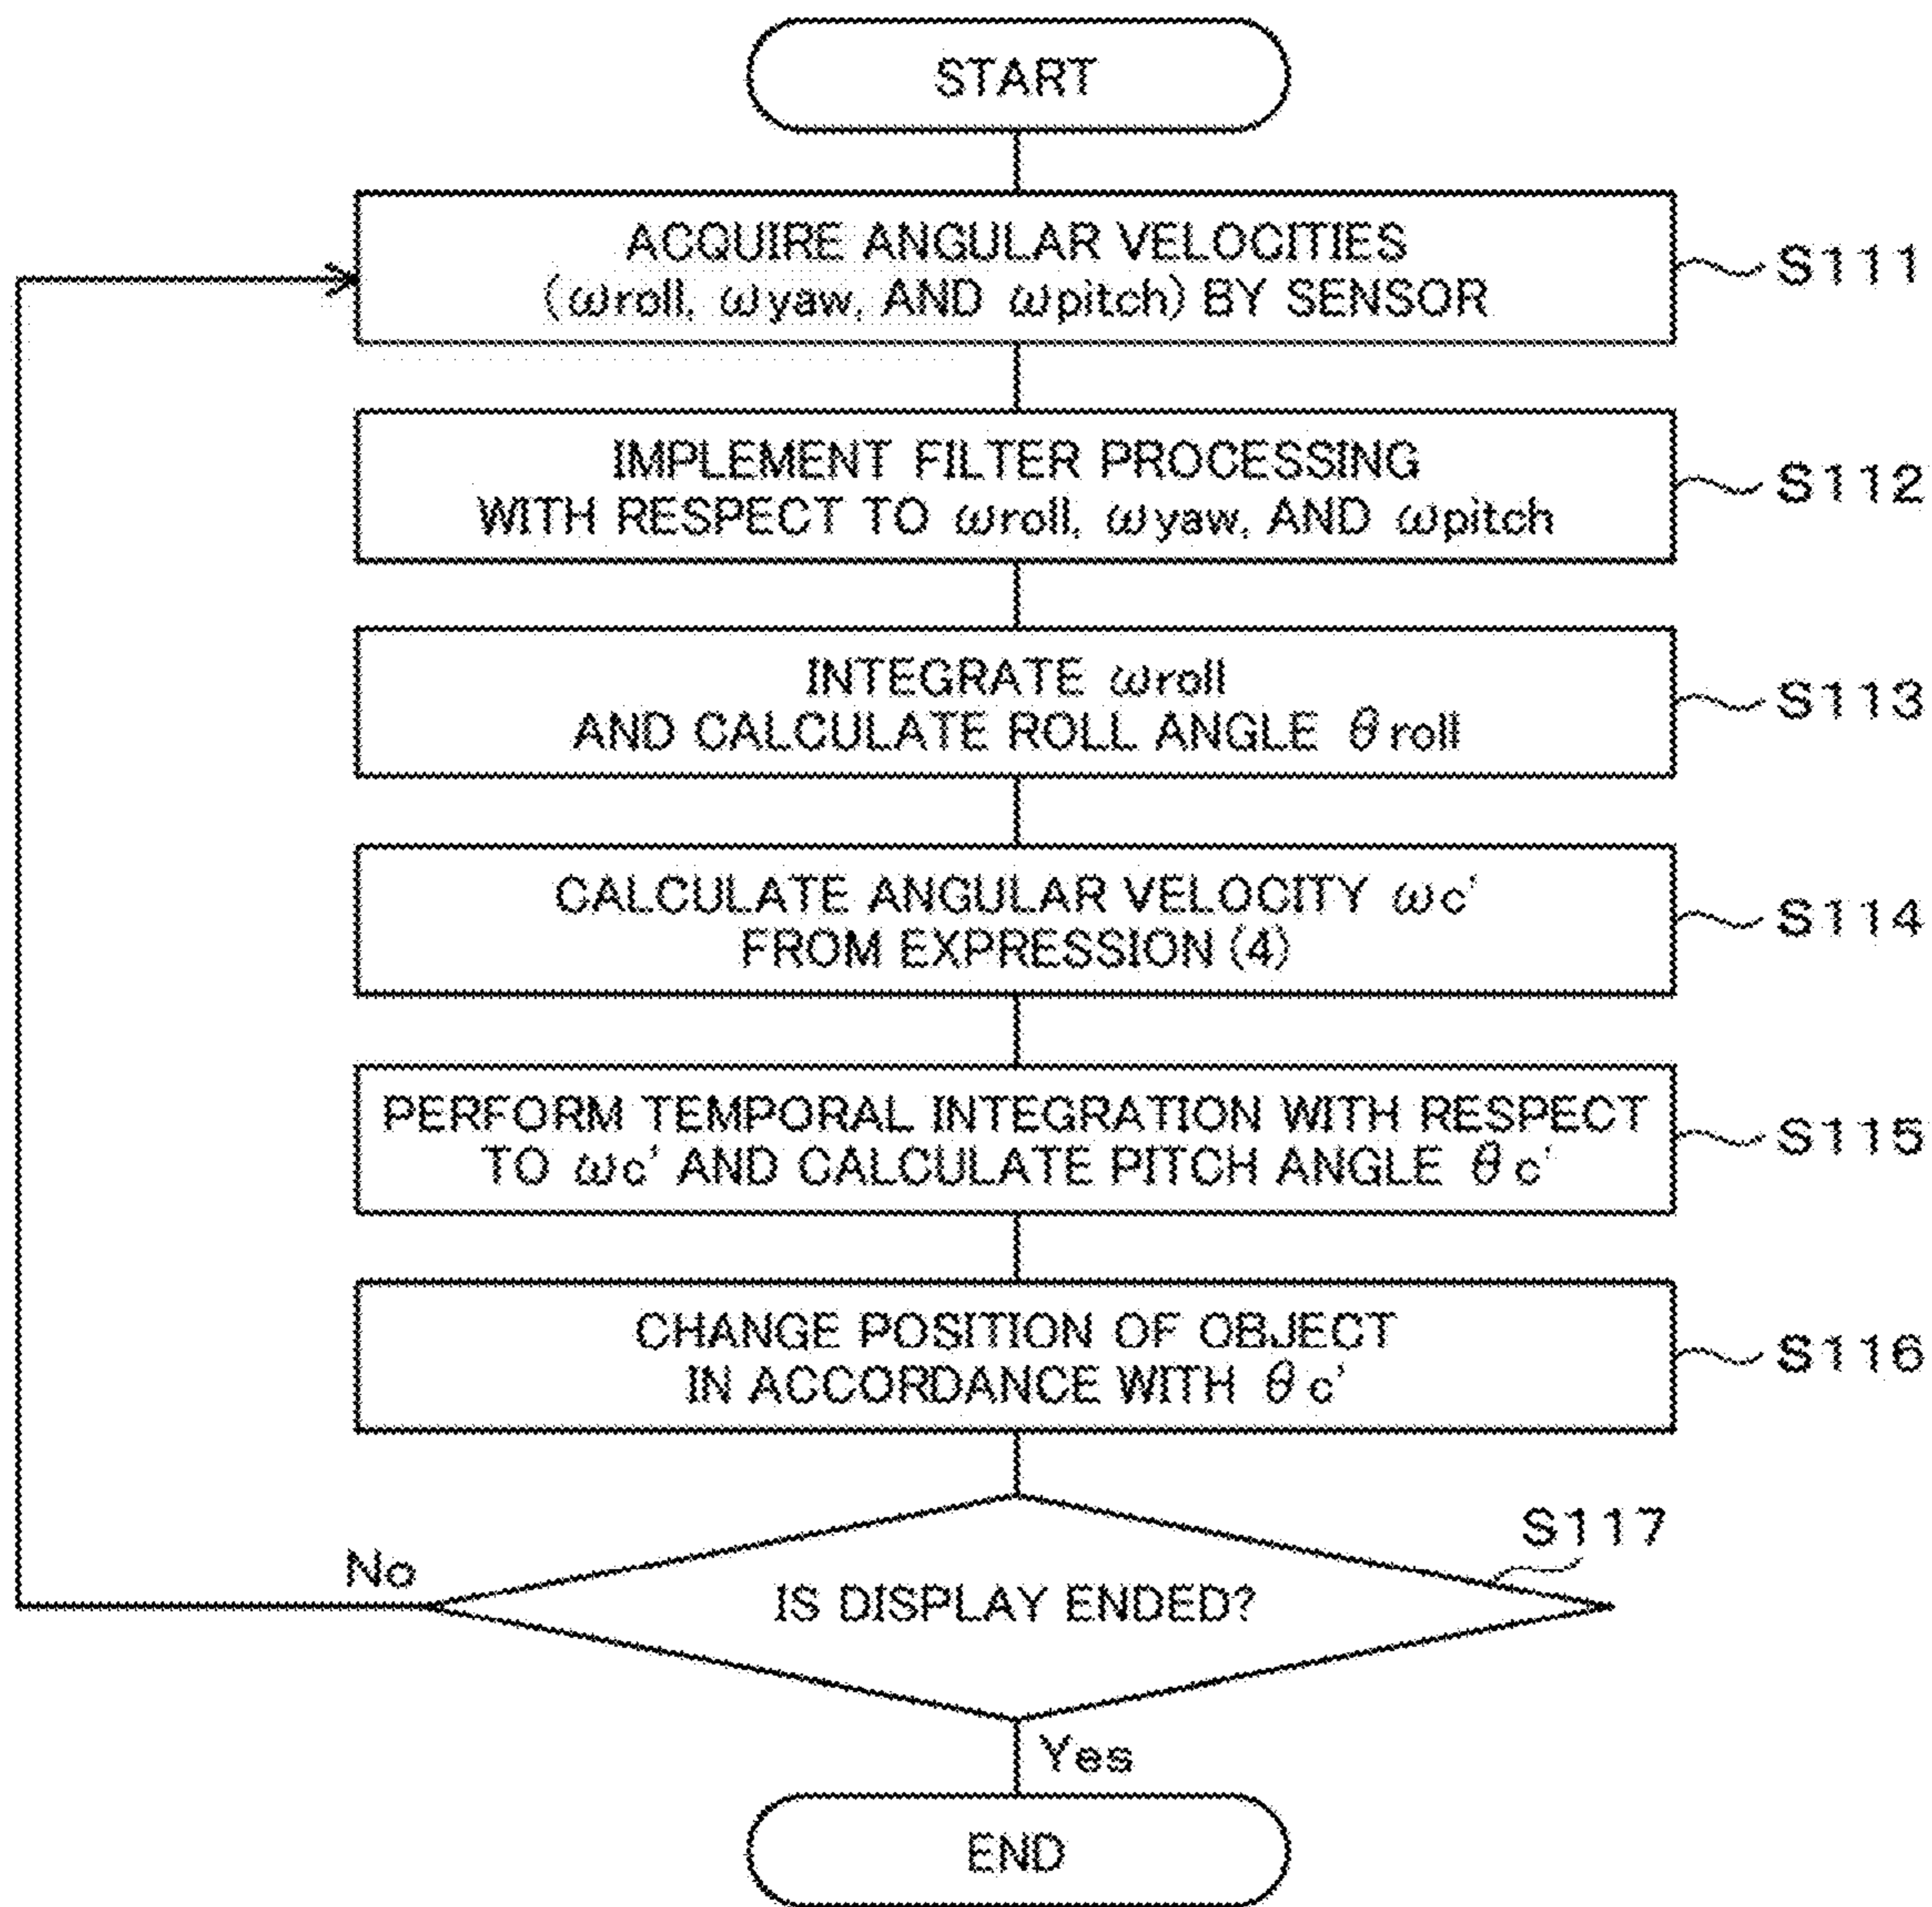 START
ACQUIRE ANGULAR VELOCITIES
(ωroll, ωyaw, AND ωpitch) BY SENSOR
S111
IMPLEMENT FILTER PROCESSING
WITH RESPECT TO ωroll, ωyaw, AND ωpitch
S112
INTEGRATE ωroll
AND CALCULATE ROLL ANGLE θroll
S113
CALCULATE ANGULAR VELOCITY ωc'
FROM EXPRESSION (4)
S114
PERFORM TEMPORAL INTEGRATION WITH RESPECT
TO ωc' AND CALCULATE PITCH ANGLE θc'
S115
CHANGE POSITION OF OBJECT
IN ACCORDANCE WITH θc'
S116
S117
No
IS DISPLAY ENDED?
Yes
END